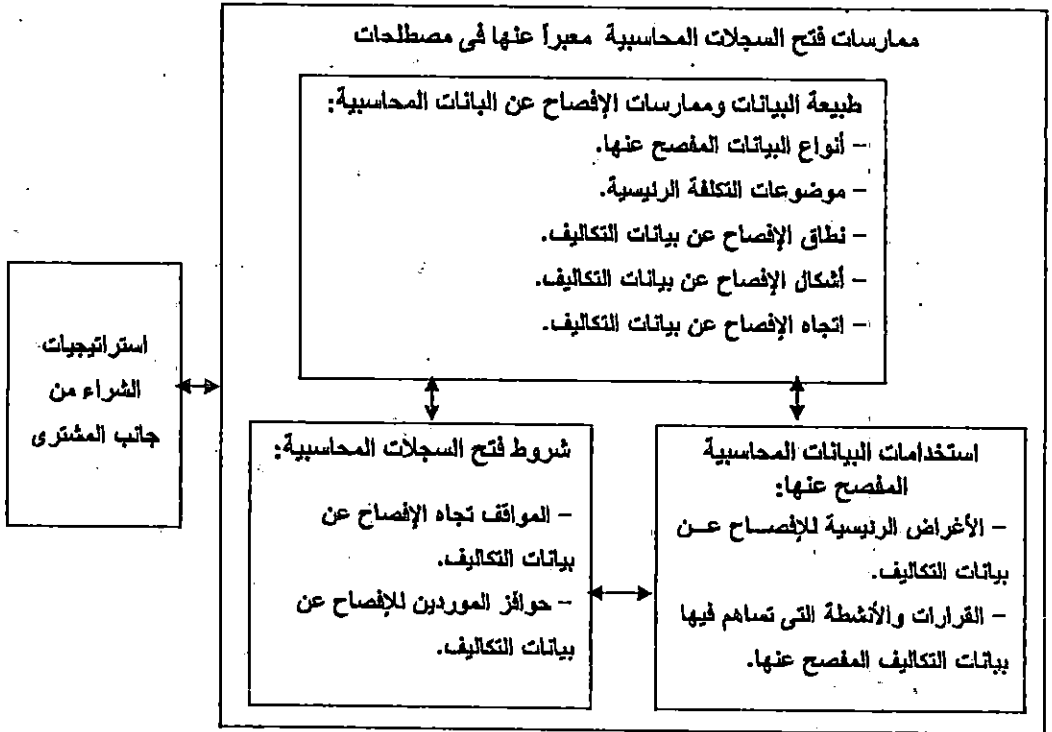 ممارسات فتح السجلات المحاسبية معبراً عنها فى مصطلحات
طبيعة البيانات وممارسات الإفصاح عن البانات المحاسبية:
– أنواع البيانات المفصح عنها.
– موضوعات التكلفة الرئيسية.
– نطاق الإفصاح عن بيانات التكاليف.
– أشكال الإفصاح عن بيانات التكاليف.
– اتجاه الإفصاح عن بيانات التكاليف.
استراتيجيات
الشراء من
جانب المشترى
استخدامات البيانات المحاسبية
المفصح عنها:
– الأغراض الرئيسية للإفصاح عن
بيانات التكاليف.
– القرارات والأنشطة التى تساهم فيها
بيانات التكاليف المفصح عنها.
شروط فتح السجلات المحاسبية:
– المواقف تجاه الإفصاح عن
بيانات التكاليف.
– حوافز الموردين للإفصاح عن
بيانات التكاليف.